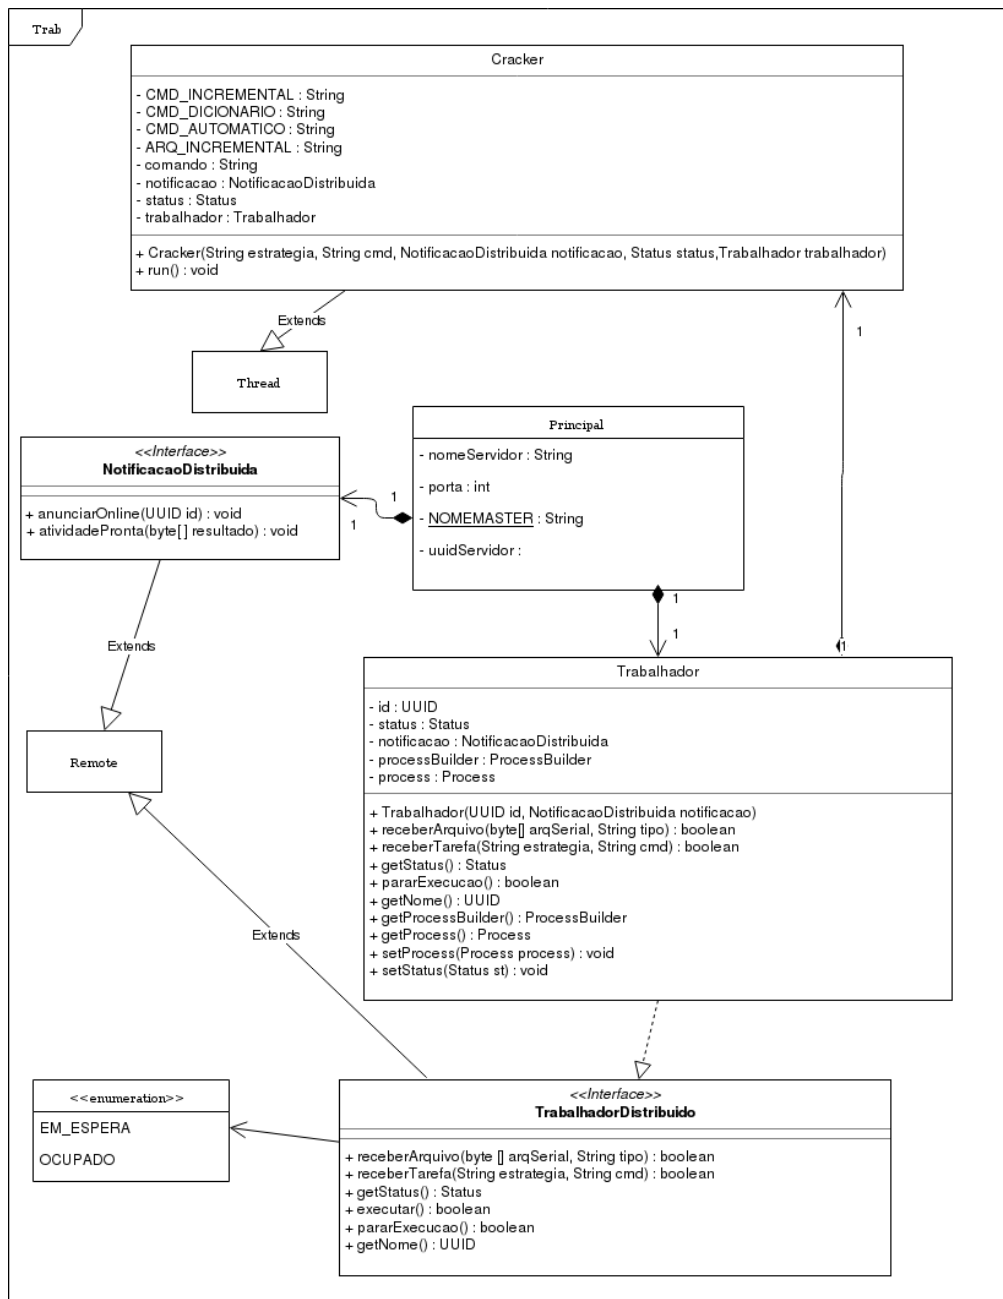 Trab
Cracker
- CMD_INCREMENTAL : String
- CMD_DICIONARIO : String
- CMD_AUTOMATICO : String
- ARQ_INCREMENTAL : String
- comando : String
- notificacao : NotificacaoDistribuida
- status : Status
- trabalhador : Trabalhador
+ Cracker(String estrategia, String cmd, NotificacaoDistribuida notificacao, Status status,Trabalhador trabalhador)
+ run() : void
Extends
1
Thread
Principal
- nomeServidor : String
- porta : int
- NOMEMASTER : String
- uuidServidor :
<<Interface>>
NotificacaoDistribuida
+ anunciarOnline(UUID id) : void
+ atividadePronta(byte[] resultado) : void
1
1
1
1
1
Extends
Remote
Trabalhador
- id : UUID
- status : Status
- notificacao : NotificacaoDistribuida
- processBuilder : ProcessBuilder
- process : Process
+ Trabalhador(UUID id, NotificacaoDistribuida notificacao)
+ receberArquivo(byte[] arqSerial, String tipo) : boolean
+ receberTarefa(String estrategia, String cmd) : boolean
+ getStatus() : Status
+ pararExecucao() : boolean
+ getNome() : UUID
+ getProcessBuilder() : ProcessBuilder
+ getProcess() : Process
+ setProcess(Process process) : void
+ setStatus(Status st) : void
Extends
<<enumeration>>
EM_ESPERA
OCUPADO
<<Interface>>
TrabalhadorDistribuido
+ receberArquivo(byte [] arqSerial, String tipo) : boolean
+ receberTarefa(String estrategia, String cmd) : boolean
+ getStatus() : Status
+ executar() : boolean
+ pararExecucao() : boolean
+ getNome() : UUID